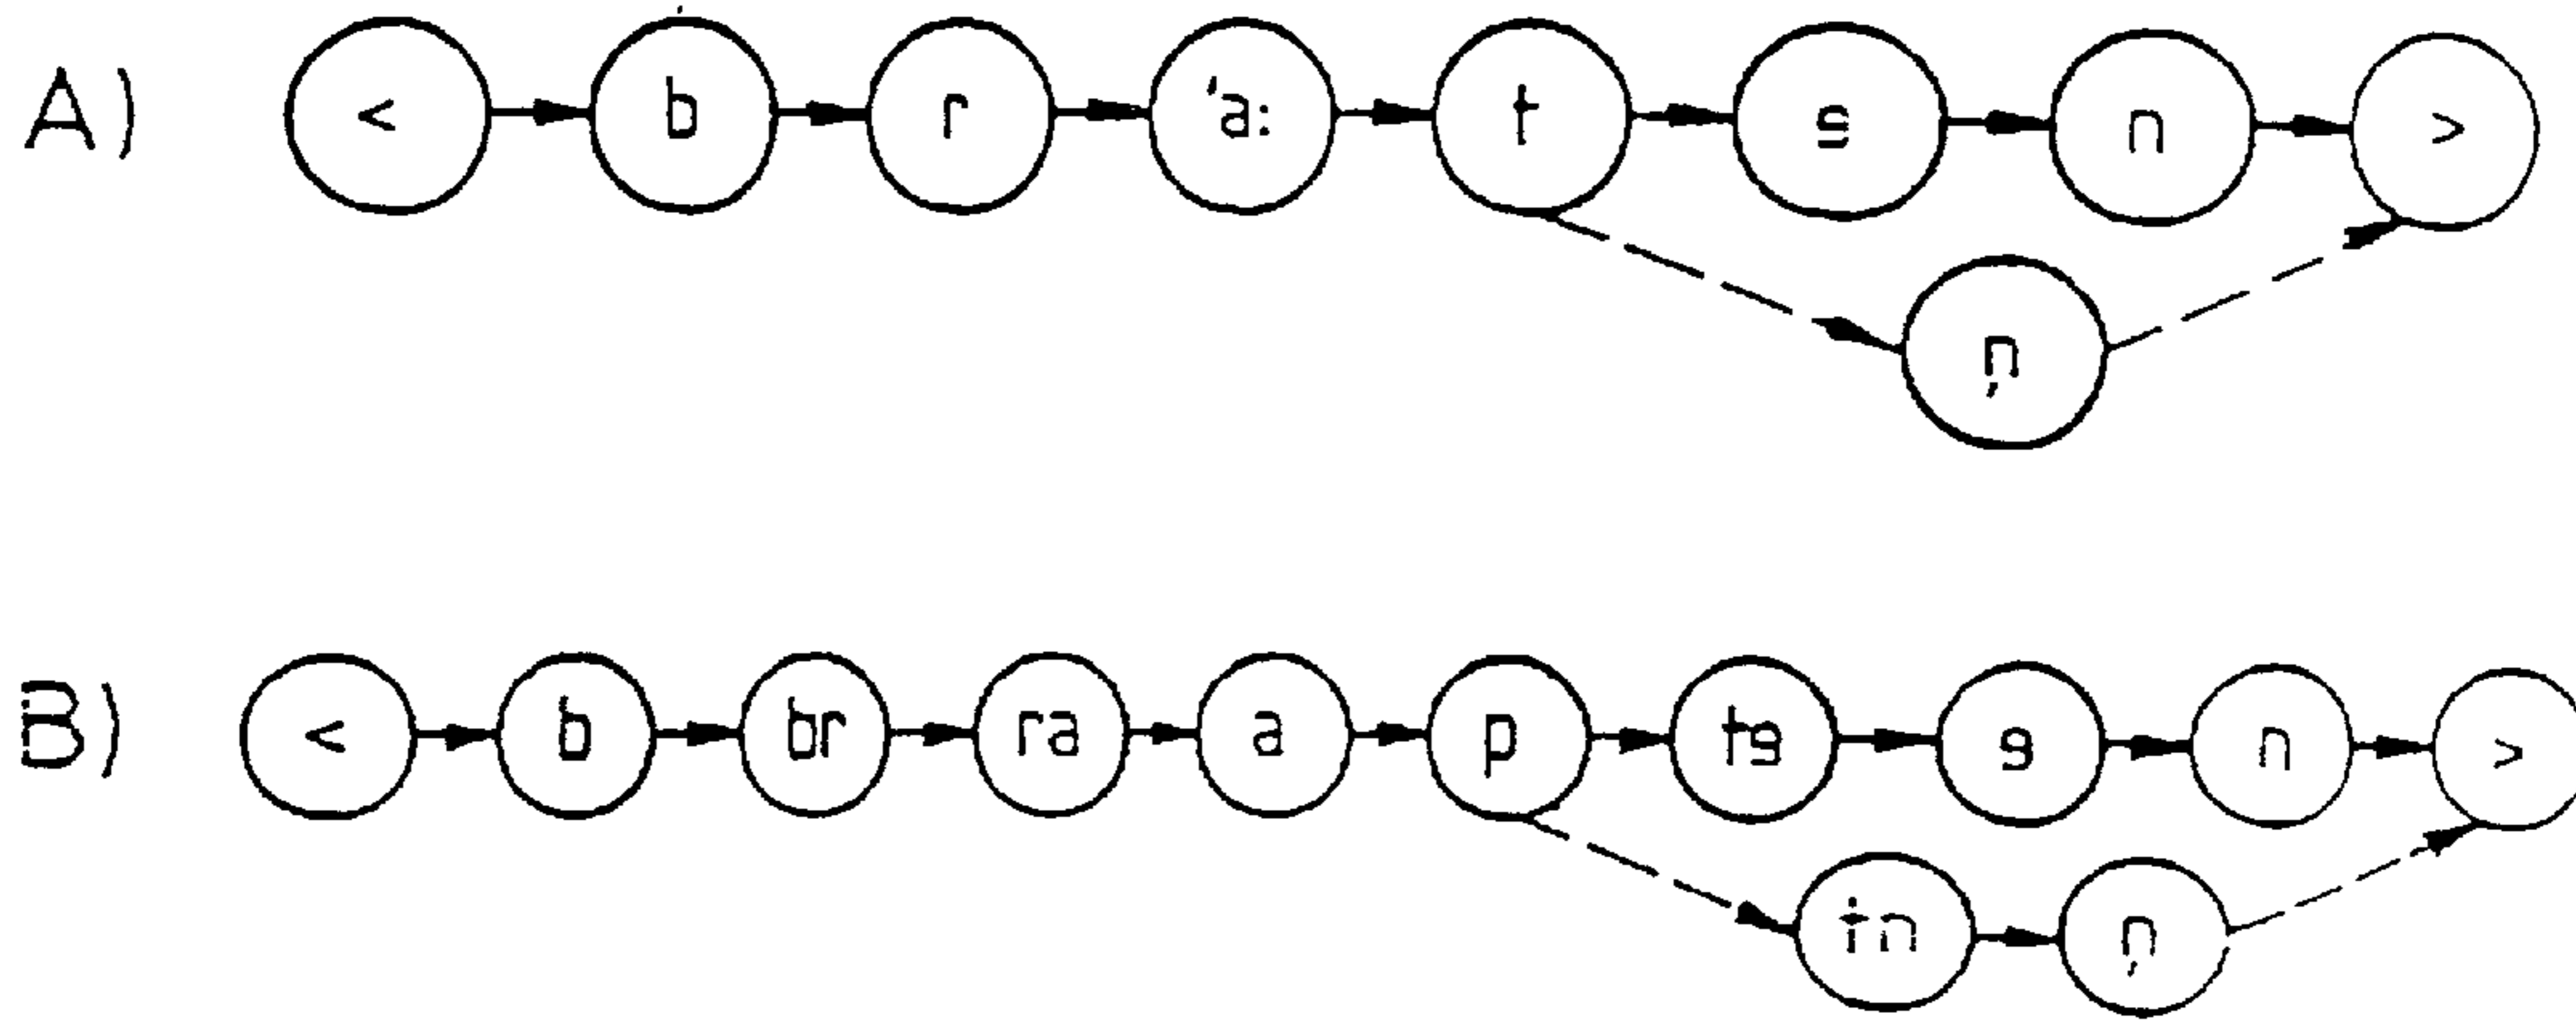 A) < b r 'a: t ə n >
ņ
B) < b br ra a p tə ə n >
tn ņ